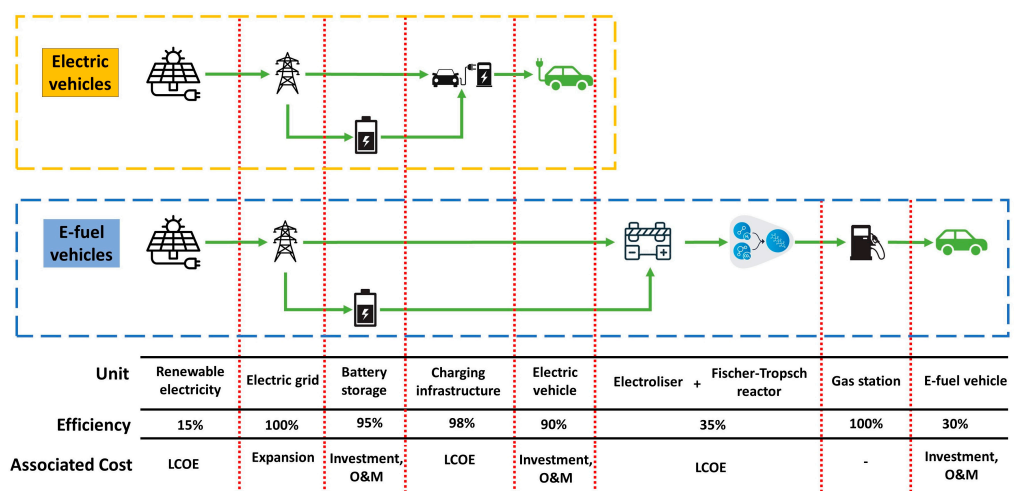 Electric
vehicles
E-fuel
vehicles
Unit
Renewable
electricity
Electric grid
Battery
storage
Charging
infrastructure
Electric
vehicle
Electroliser + Fischer-Tropsch
reactor
Gas station
E-fuel vehicle
Efficiency
15%
100%
95%
98%
90%
35%
100%
30%
Associated Cost
LCOE
Expansion
Investment,
O&M
LCOE
Investment,
O&M
LCOE
-
Investment,
O&M